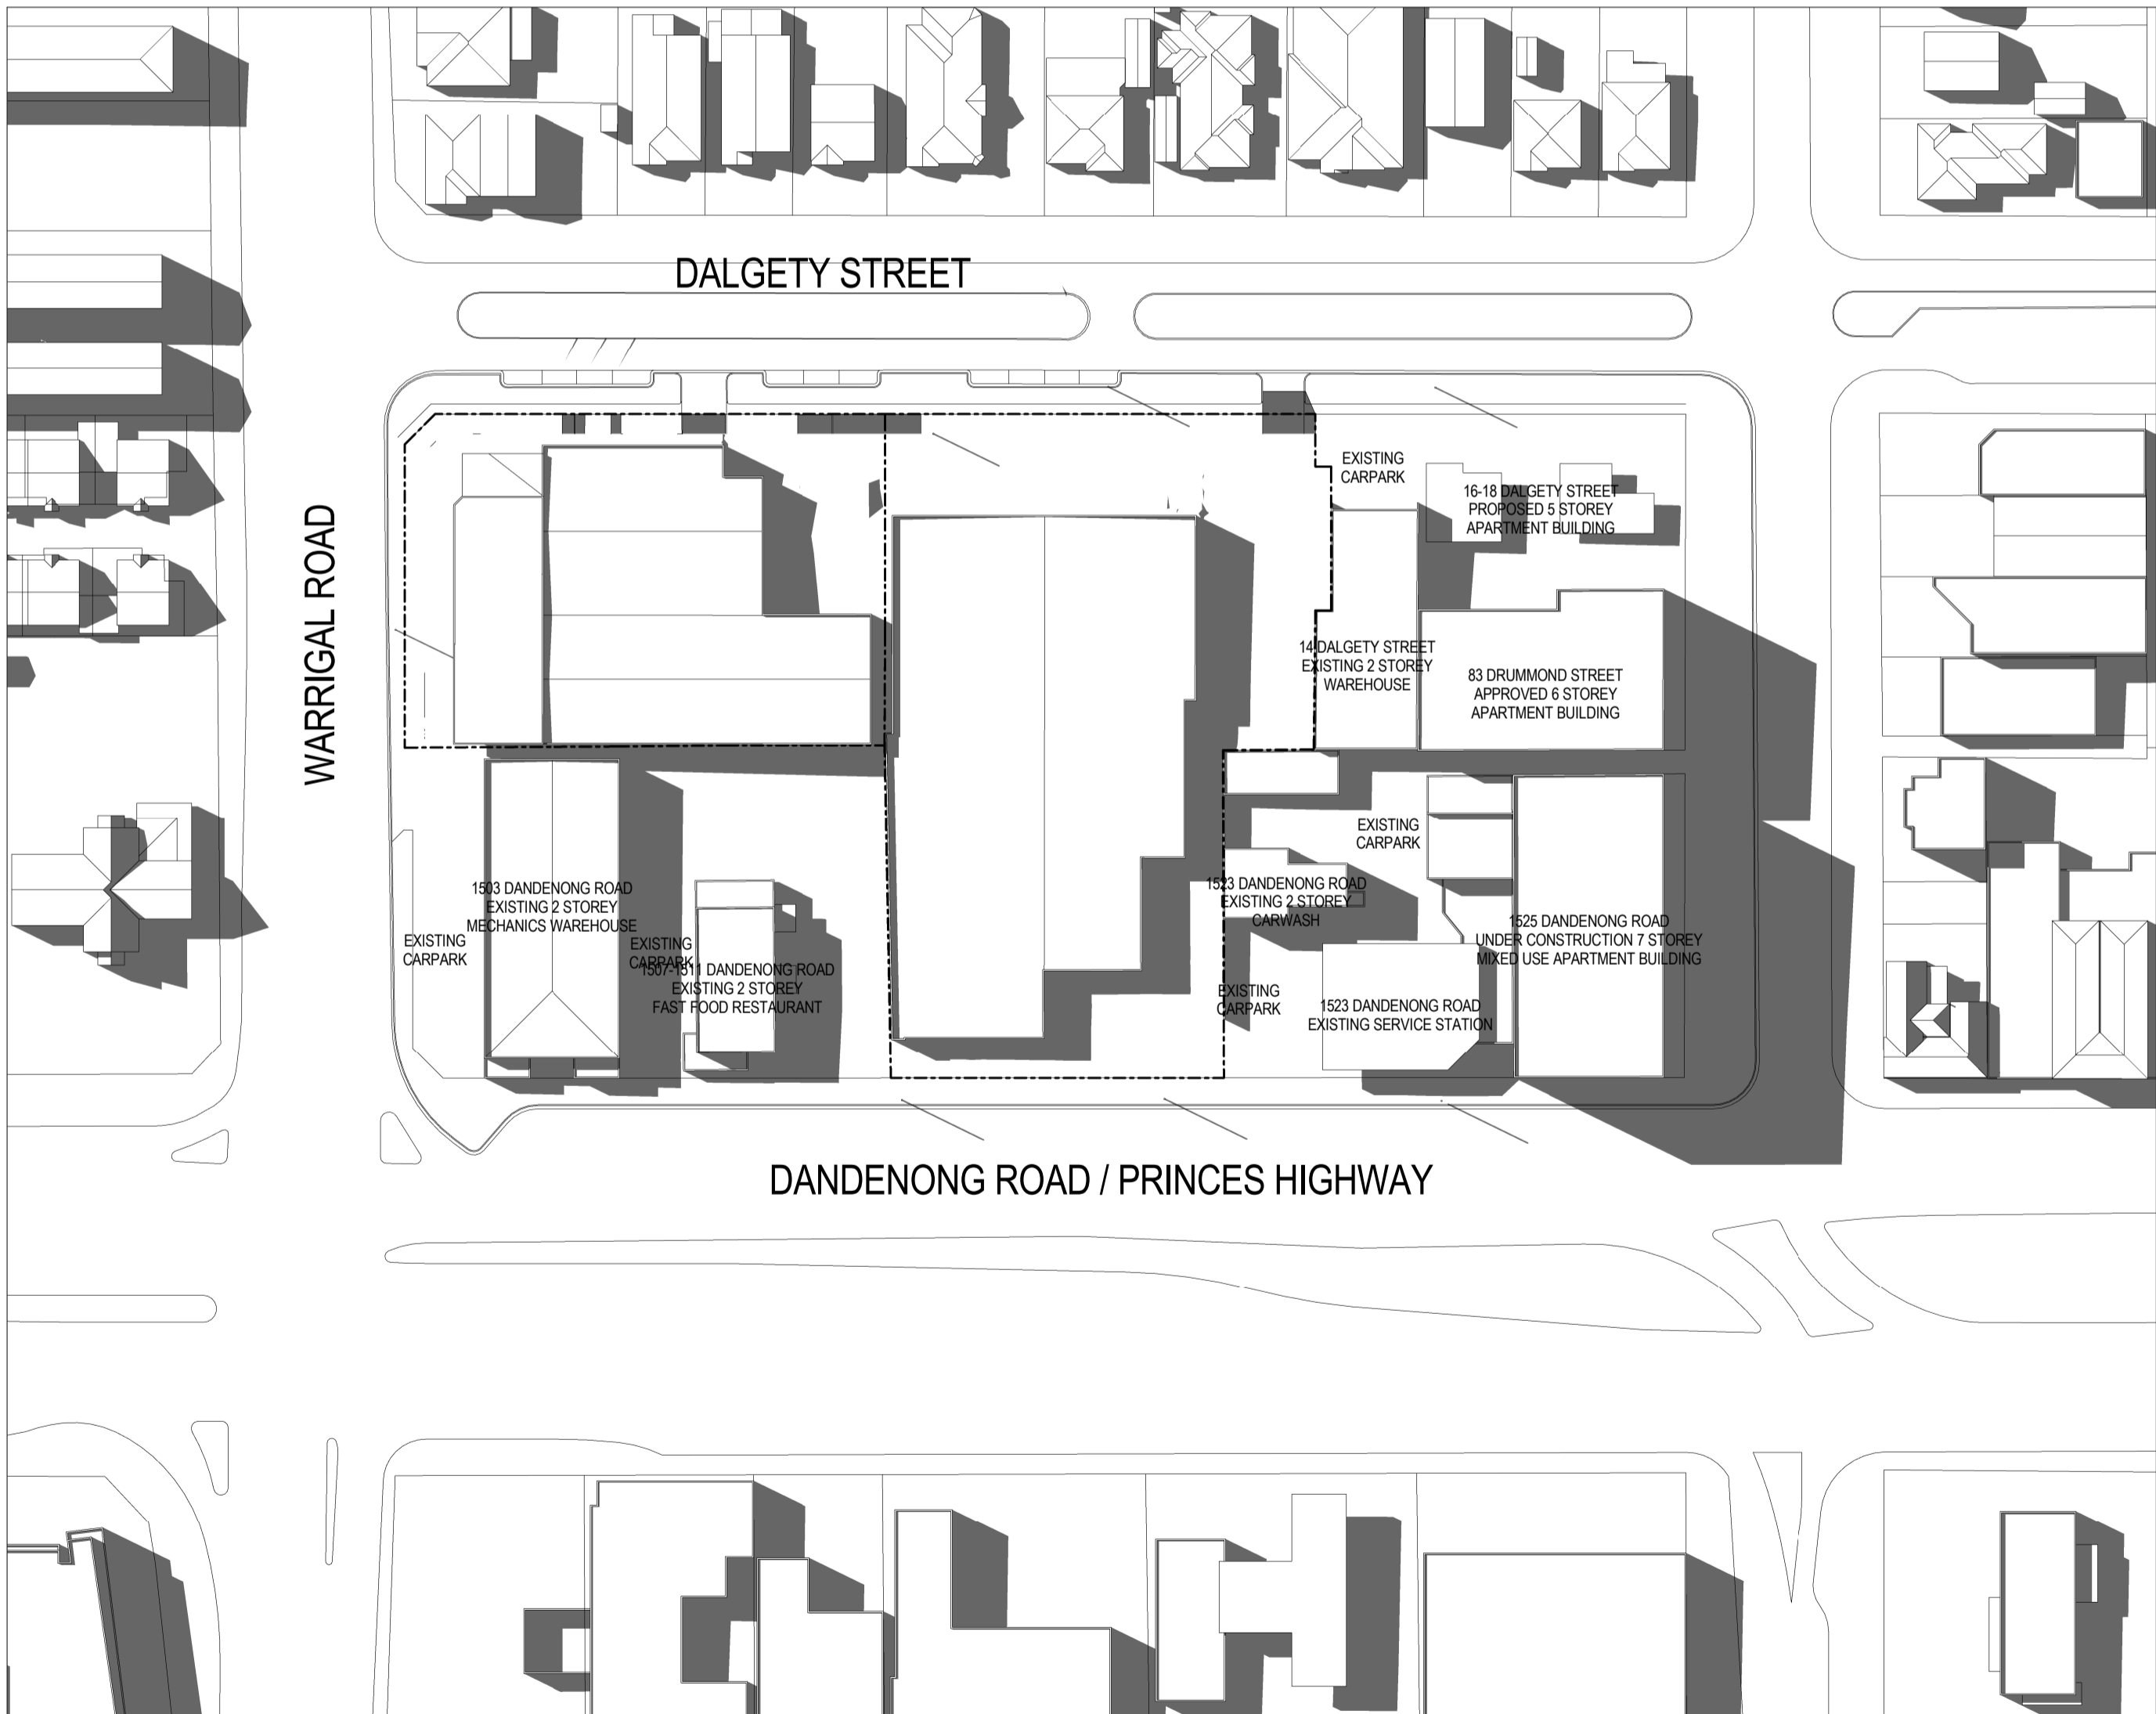 DALGETY STREET
WARRIGAL ROAD
EXISTING
CARPARK
16-18 DALGETY STREET
PROPOSED 5 STOREY
APARTMENT BUILDING
14 DALGETY STREET
EXISTING 2 STOREY
WAREHOUSE
83 DRUMMOND STREET
APPROVED 6 STOREY
APARTMENT BUILDING
EXISTING
CARPARK
1503 DANDENONG ROAD
EXISTING 2 STOREY
MECHANICS WAREHOUSE
1523 DANDENONG ROAD
EXISTING 2 STOREY
CARWASH
1525 DANDENONG ROAD
UNDER CONSTRUCTION 7 STOREY
MIXED USE APARTMENT BUILDING
EXISTING
CARPARK
EXISTING
CARPARK
1507-1511 DANDENONG ROAD
EXISTING 2 STOREY
FAST FOOD RESTAURANT
EXISTING
CARPARK
1523 DANDENONG ROAD
EXISTING SERVICE STATION
DANDENONG ROAD / PRINCES HIGHWAY